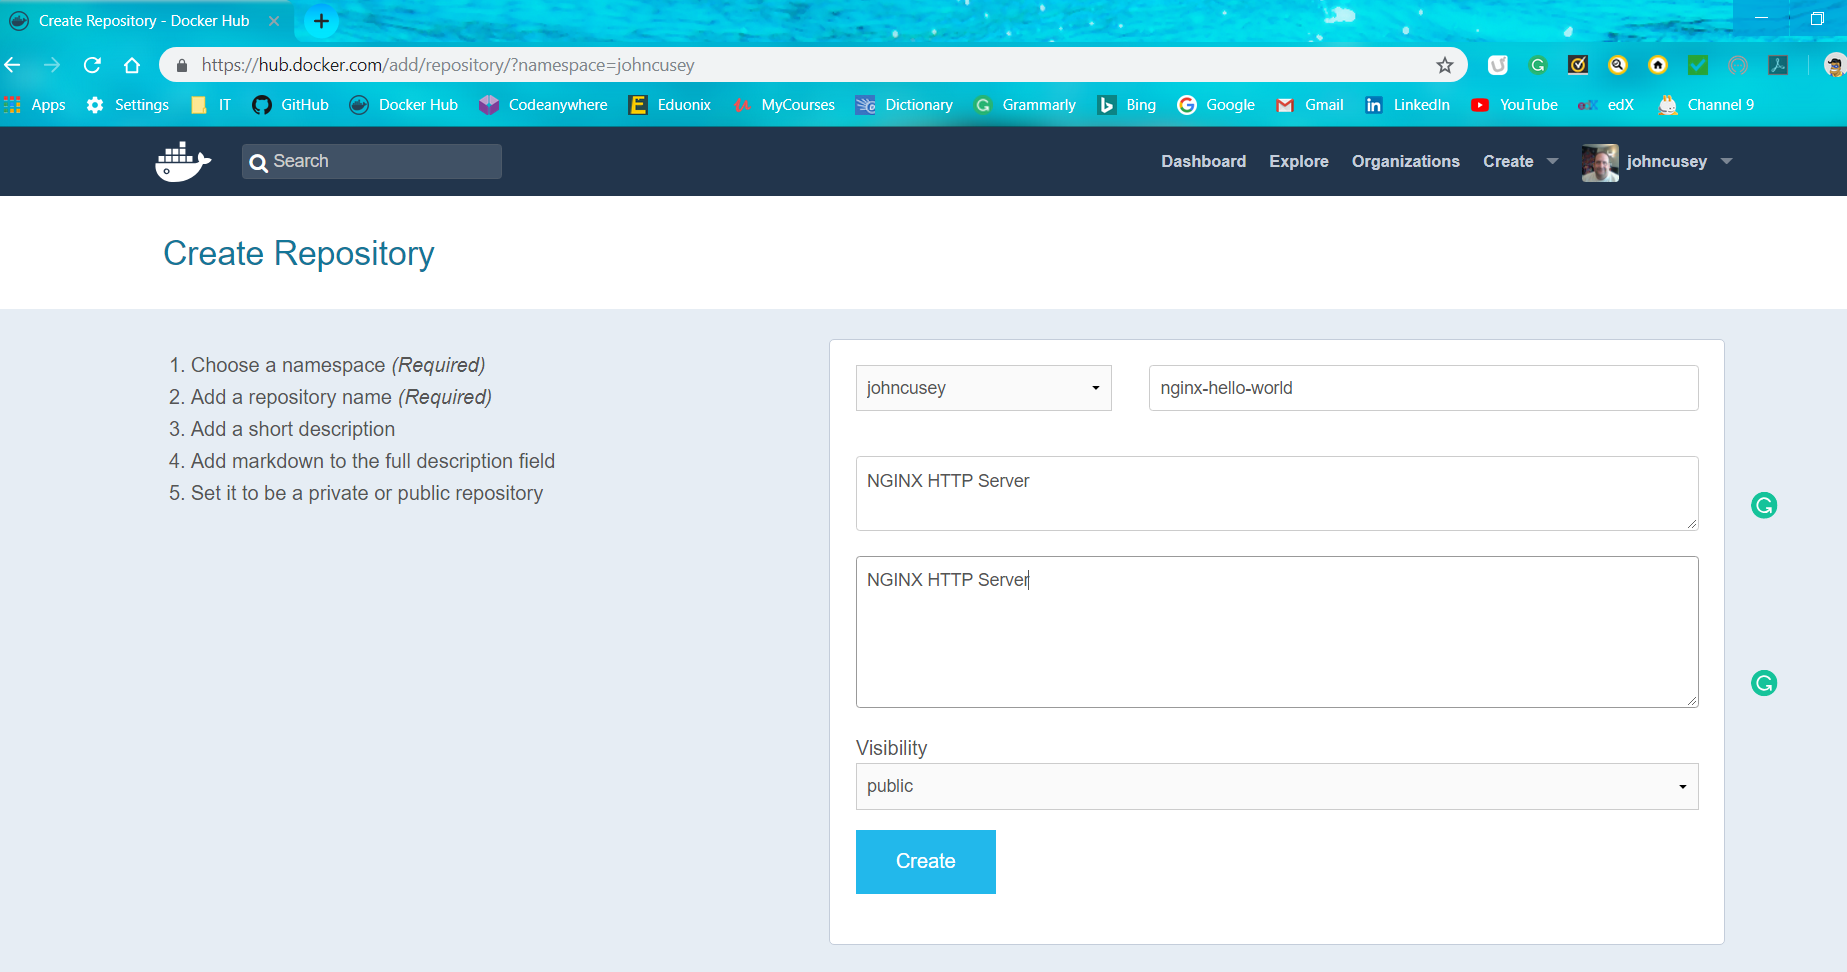 Create Repository - Docker Hub
https://hub.docker.com/add/repository/?namespace=johncusey
Apps Settings IT GitHub Docker Hub Codeanywhere Eduonix MyCourses Dictionary Grammarly Bing Google Gmail LinkedIn YouTube edX Channel 9
Search Dashboard Explore Organizations Create johncusey
Create Repository
1. Choose a namespace (Required)
2. Add a repository name (Required)
3. Add a short description
4. Add markdown to the full description field
5. Set it to be a private or public repository
johncusey nginx-hello-world
NGINX HTTP Server
NGINX HTTP Server
Visibility
public
Create